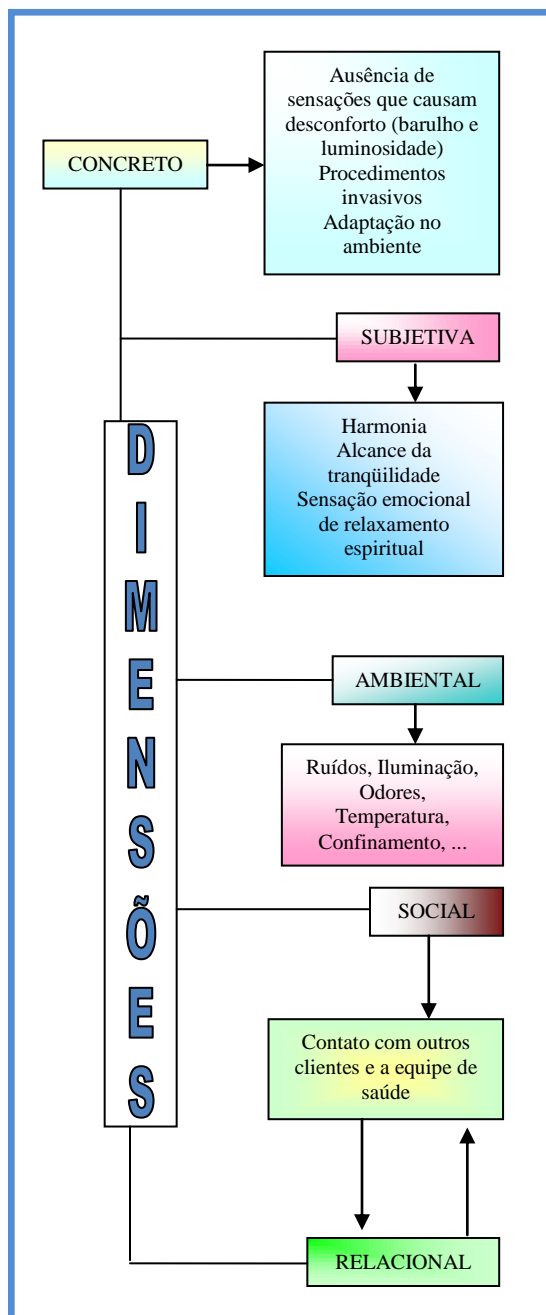 CONCRETO
Ausência de
sensações que causam
desconforto (barulho e
luminosidade)
Procedimentos
invasivos
Adaptação no
ambiente
SUBJETIVA
Harmonia
Alcance da
tranqüilidade
Sensação emocional
de relaxamento
espiritual
DIMENSÕES
AMBIENTAL
Ruídos, Iluminação,
Odores,
Temperatura,
Confinamento, ...
SOCIAL
Contato com outros
clientes e a equipe de
saúde
RELACIONAL